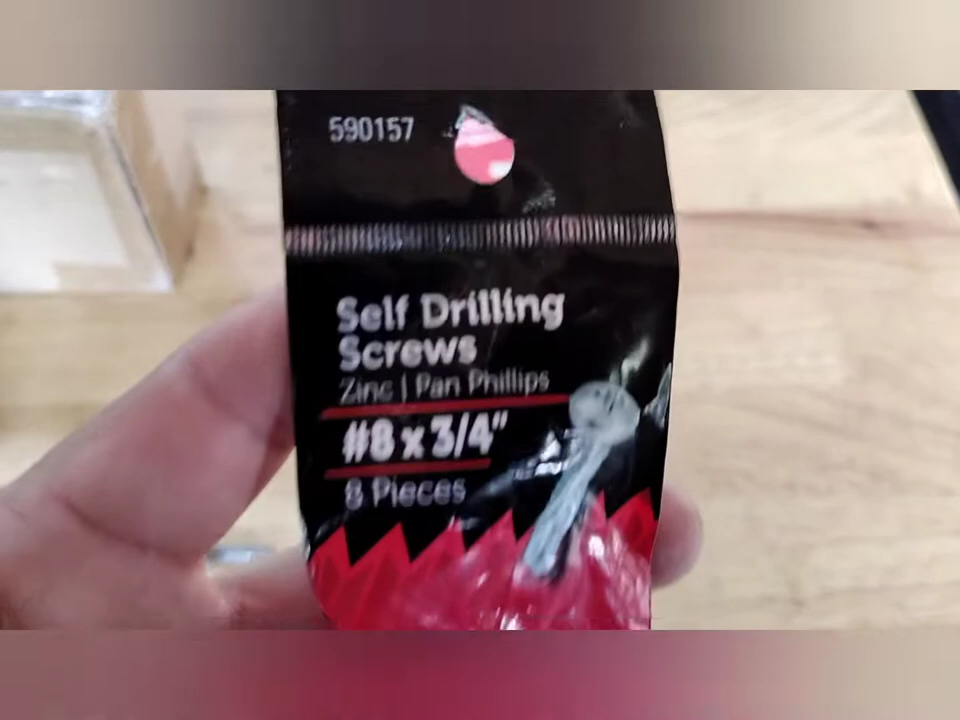 590157
Self Drilling
Screws
Zinc | Pan Phillips
#8 x 3/4"
8 Pieces